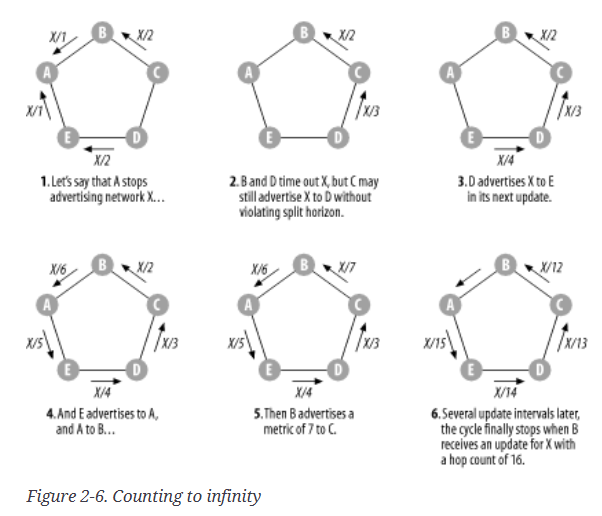 B
X/1
X/2
A
C
X/1
E
D
X/2
1. Let's say that A stops
advertising network X...
B
X/2
A
C
X/3
E
D
2. B and D time out X, but C may
still advertise X to D without
violating split horizon.
B
X/2
A
C
X/3
E
D
X/4
3. D advertises X to E
in its next update.
B
X/6
X/2
A
C
X/5
X/3
E
D
X/4
4. And E advertises to A,
and A to B...
B
X/6
X/7
A
C
X/5
X/3
E
D
X/4
5. Then B advertises a
metric of 7 to C.
B
X/12
A
C
X/15
X/13
E
D
X/14
6. Several update intervals later,
the cycle finally stops when B
receives an update for X with
a hop count of 16.
Figure 2-6. Counting to infinity